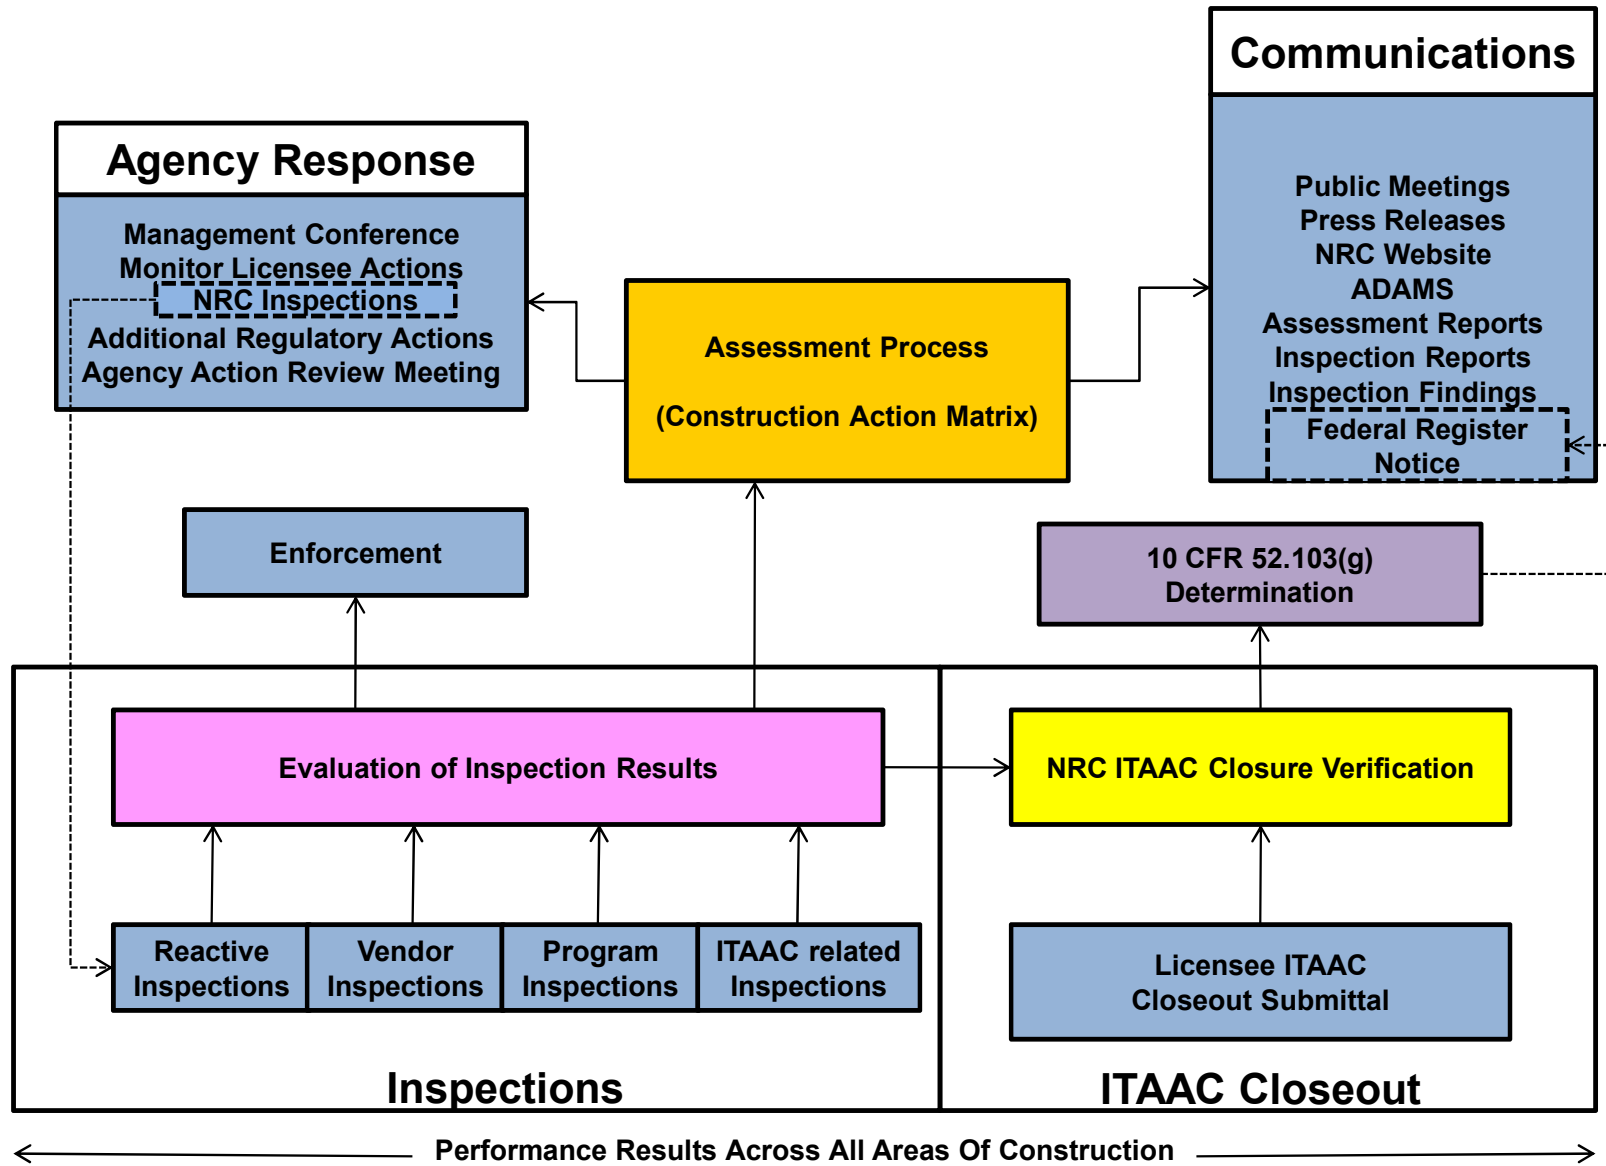 Communications
Public Meetings
Press Releases
NRC Website
ADAMS
Assessment Reports
Inspection Reports
Inspection Findings
Federal Register
Notice
Agency Response
Management Conference
Monitor Licensee Actions
NRC Inspections
Additional Regulatory Actions
Agency Action Review Meeting
Assessment Process
(Construction Action Matrix)
Enforcement
10 CFR 52.103(g)
Determination
Evaluation of Inspection Results
NRC ITAAC Closure Verification
Reactive
Inspections
Vendor
Inspections
Program
Inspections
ITAAC related
Inspections
Licensee ITAAC
Closeout Submittal
Inspections
ITAAC Closeout
Performance Results Across All Areas Of Construction